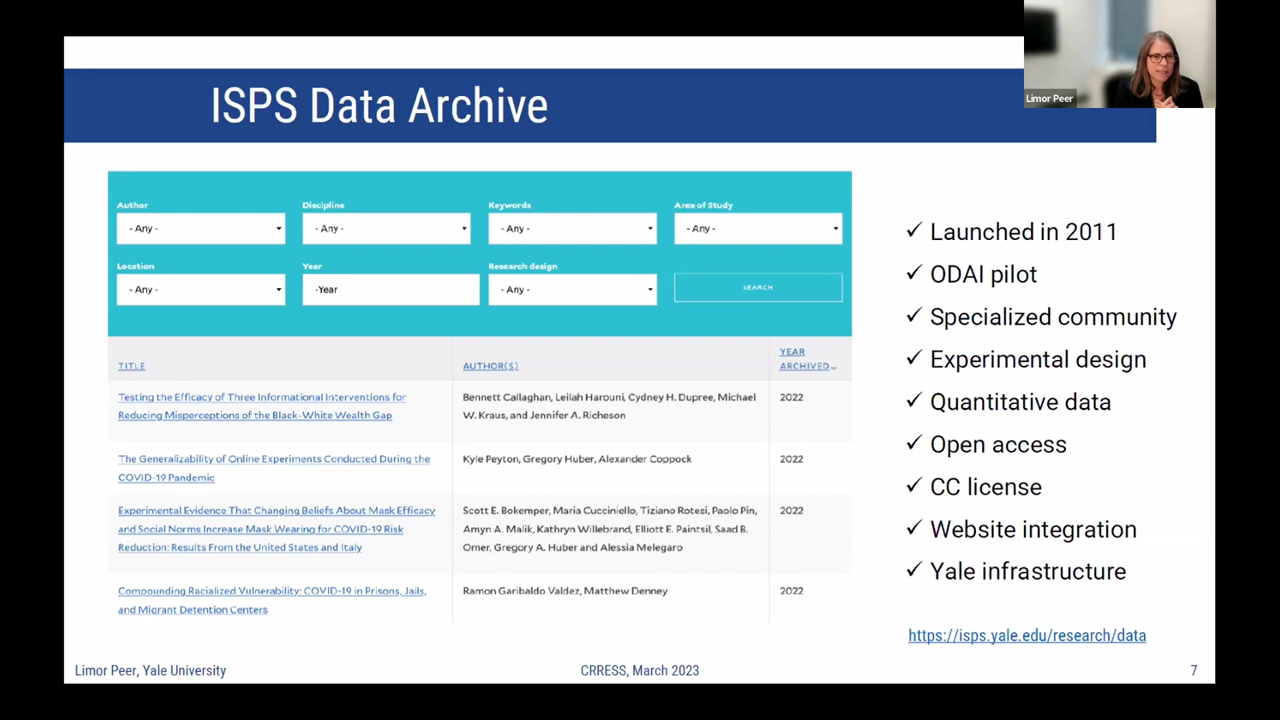 ISPS Data Archive
Limor Peer
Author
Discipline
Keywords
Area of Study
- Any -
- Any -
- Any -
- Any -
Location
Year
Research design
- Any -
-Year
- Any -
SEARCH
TITLE
AUTHOR(S)
YEAR
ARCHIVED
Testing the Efficacy of Three Informational Interventions for
Reducing Misperceptions of the Black–White Wealth Gap
Bennett Callaghan, Leilah Harouni, Cydney H. Dupree, Michael
W. Kraus, and Jennifer A. Richeson
2022
The Generalizability of Online Experiments Conducted During the
COVID-19 Pandemic
Kyle Peyton, Gregory Huber, Alexander Coppock
2022
Experimental Evidence That Changing Beliefs About Mask Efficacy
and Social Norms Increase Mask Wearing for COVID-19 Risk
Reduction: Results From the United States and Italy
Scott E. Bokemper, Maria Cucciniello, Tiziano Rotesi, Paolo Pin,
Amyn A. Malik, Kathryn Willebrand, Elliott E. Paintsil, Saad B.
Omer, Gregory A. Huber and Alessia Melegaro
2022
Compounding Racialized Vulnerability: COVID-19 in Prisons, Jails,
and Migrant Detention Centers
Ramon Garibaldo Valdez, Matthew Denney
2022
✓ Launched in 2011
✓ ODAI pilot
✓ Specialized community
✓ Experimental design
✓ Quantitative data
✓ Open access
✓ CC license
✓ Website integration
✓ Yale infrastructure
https://isps.yale.edu/research/data
Limor Peer, Yale University
CRRESS, March 2023
7